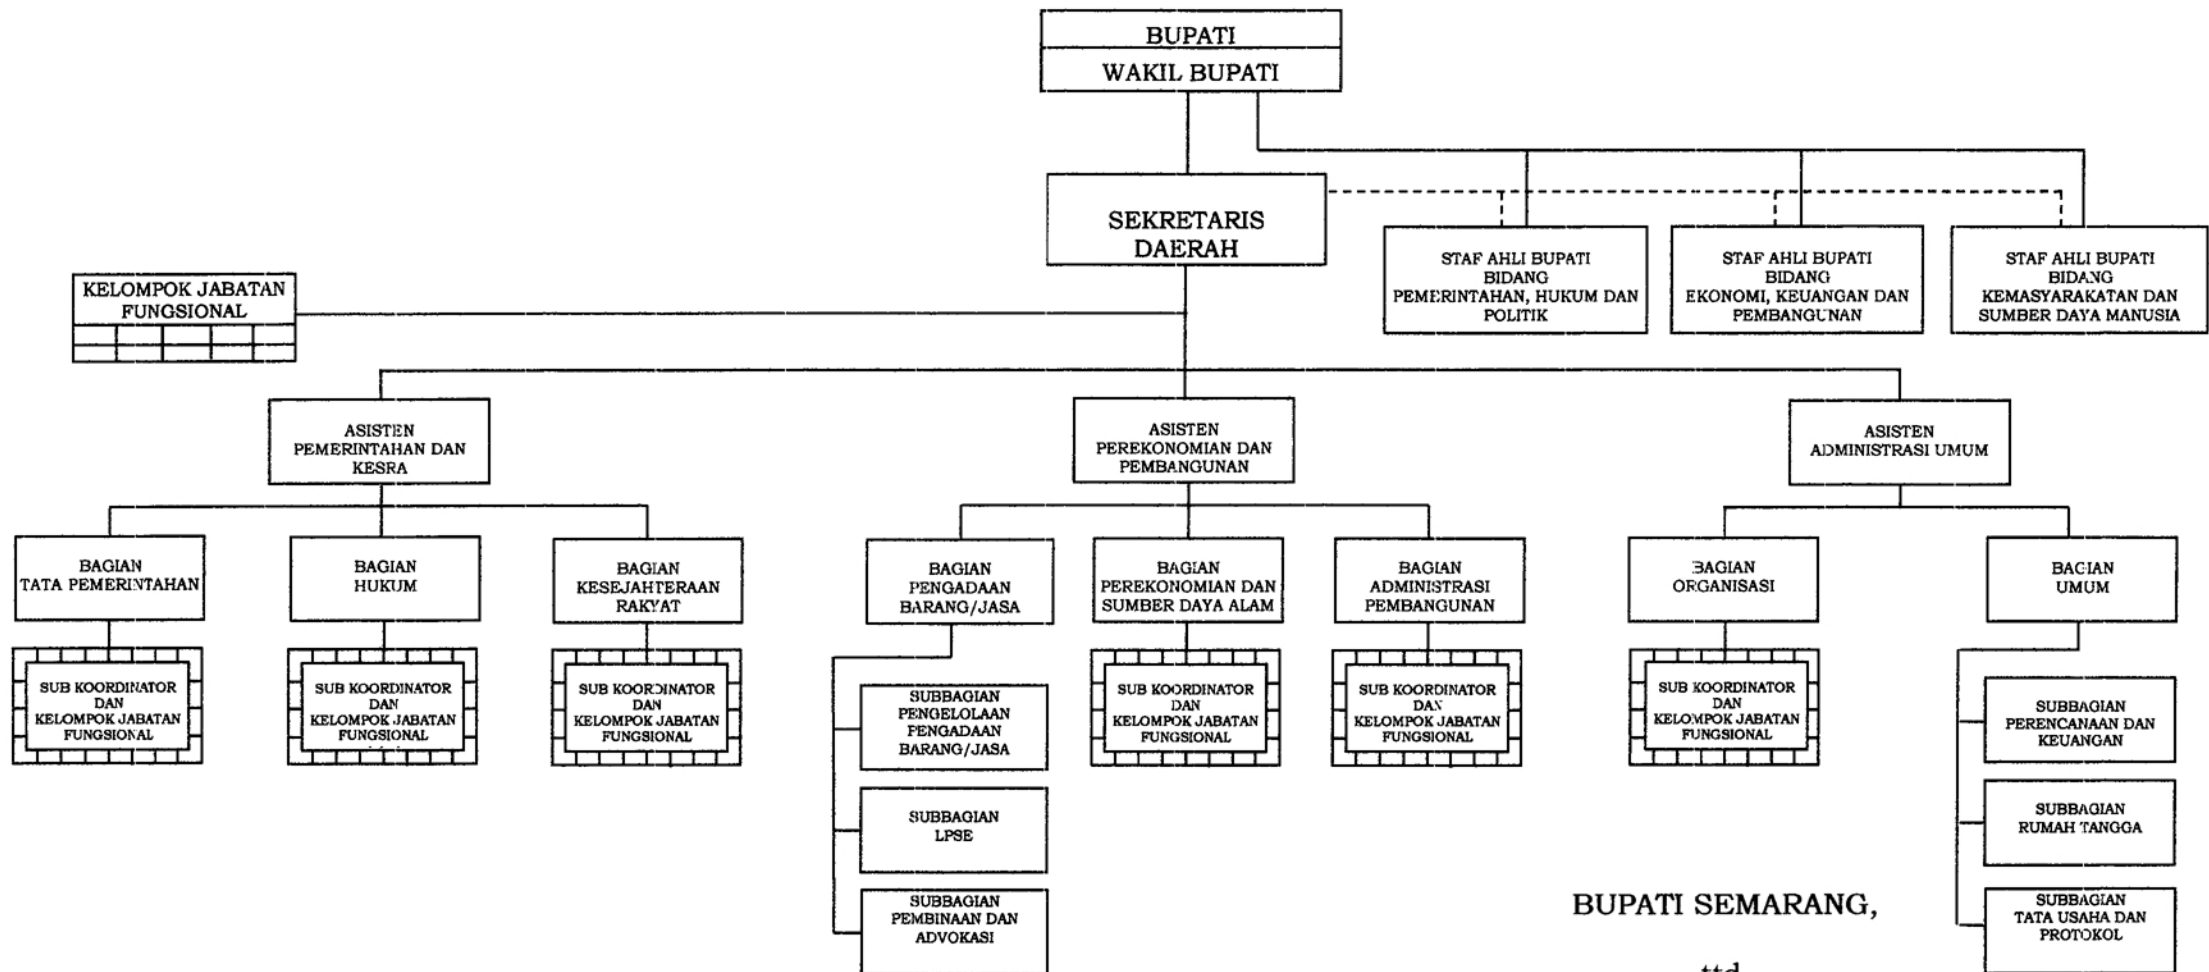 BUPATI
WAKIL BUPATI
SEKRETARIS
DAERAH
STAF AHLI BUPATI
BIDANG
PEMERINTAHAN, HUKUM DAN
POLITIK
STAF AHLI BUPATI
BIDANG
EKONOMI, KEUANGAN DAN
PEMBANGUNAN
STAF AHLI BUPATI
BIDANG
KEMASYARAKATAN DAN
SUMBER DAYA MANUSIA
KELOMPOK JABATAN
FUNGSIONAL
ASISTEN
PEMERINTAHAN DAN
KESRA
ASISTEN
PEREKONOMIAN DAN
PEMBANGUNAN
ASISTEN
ADMINISTRASI UMUM
BAGIAN
TATA PEMERINTAHAN
BAGIAN
HUKUM
BAGIAN
KESEJAHTERAAN
RAKYAT
BAGIAN
PENGADAAN
BARANG/JASA
BAGIAN
PEREKONOMIAN DAN
SUMBER DAYA ALAM
BAGIAN
ADMINISTRASI
PEMBANGUNAN
BAGIAN
ORGANISASI
BAGIAN
UMUM
SUB KOORDINATOR
DAN
KELOMPOK JABATAN
FUNGSIONAL
SUB KOORDINATOR
DAN
KELOMPOK JABATAN
FUNGSIONAL
SUB KOORDINATOR
DAN
KELOMPOK JABATAN
FUNGSIONAL
SUBBAGIAN
PENGELOLAAN
PENGADAAN
BARANG/JASA
SUB KOORDINATOR
DAN
KELOMPOK JABATAN
FUNGSIONAL
SUB KOORDINATOR
DAN
KELOMPOK JABATAN
FUNGSIONAL
SUB KOORDINATOR
DAN
KELOMPOK JABATAN
FUNGSIONAL
SUBBAGIAN
PERENCANAAN DAN
KEUANGAN
SUBBAGIAN
LPSE
SUBBAGIAN
RUMAH TANGGA
SUBBAGIAN
PEMBINAAN DAN
ADVOKASI
SUBBAGIAN
TATA USAHA DAN
PROTOKOL
BUPATI SEMARANG,
ttd